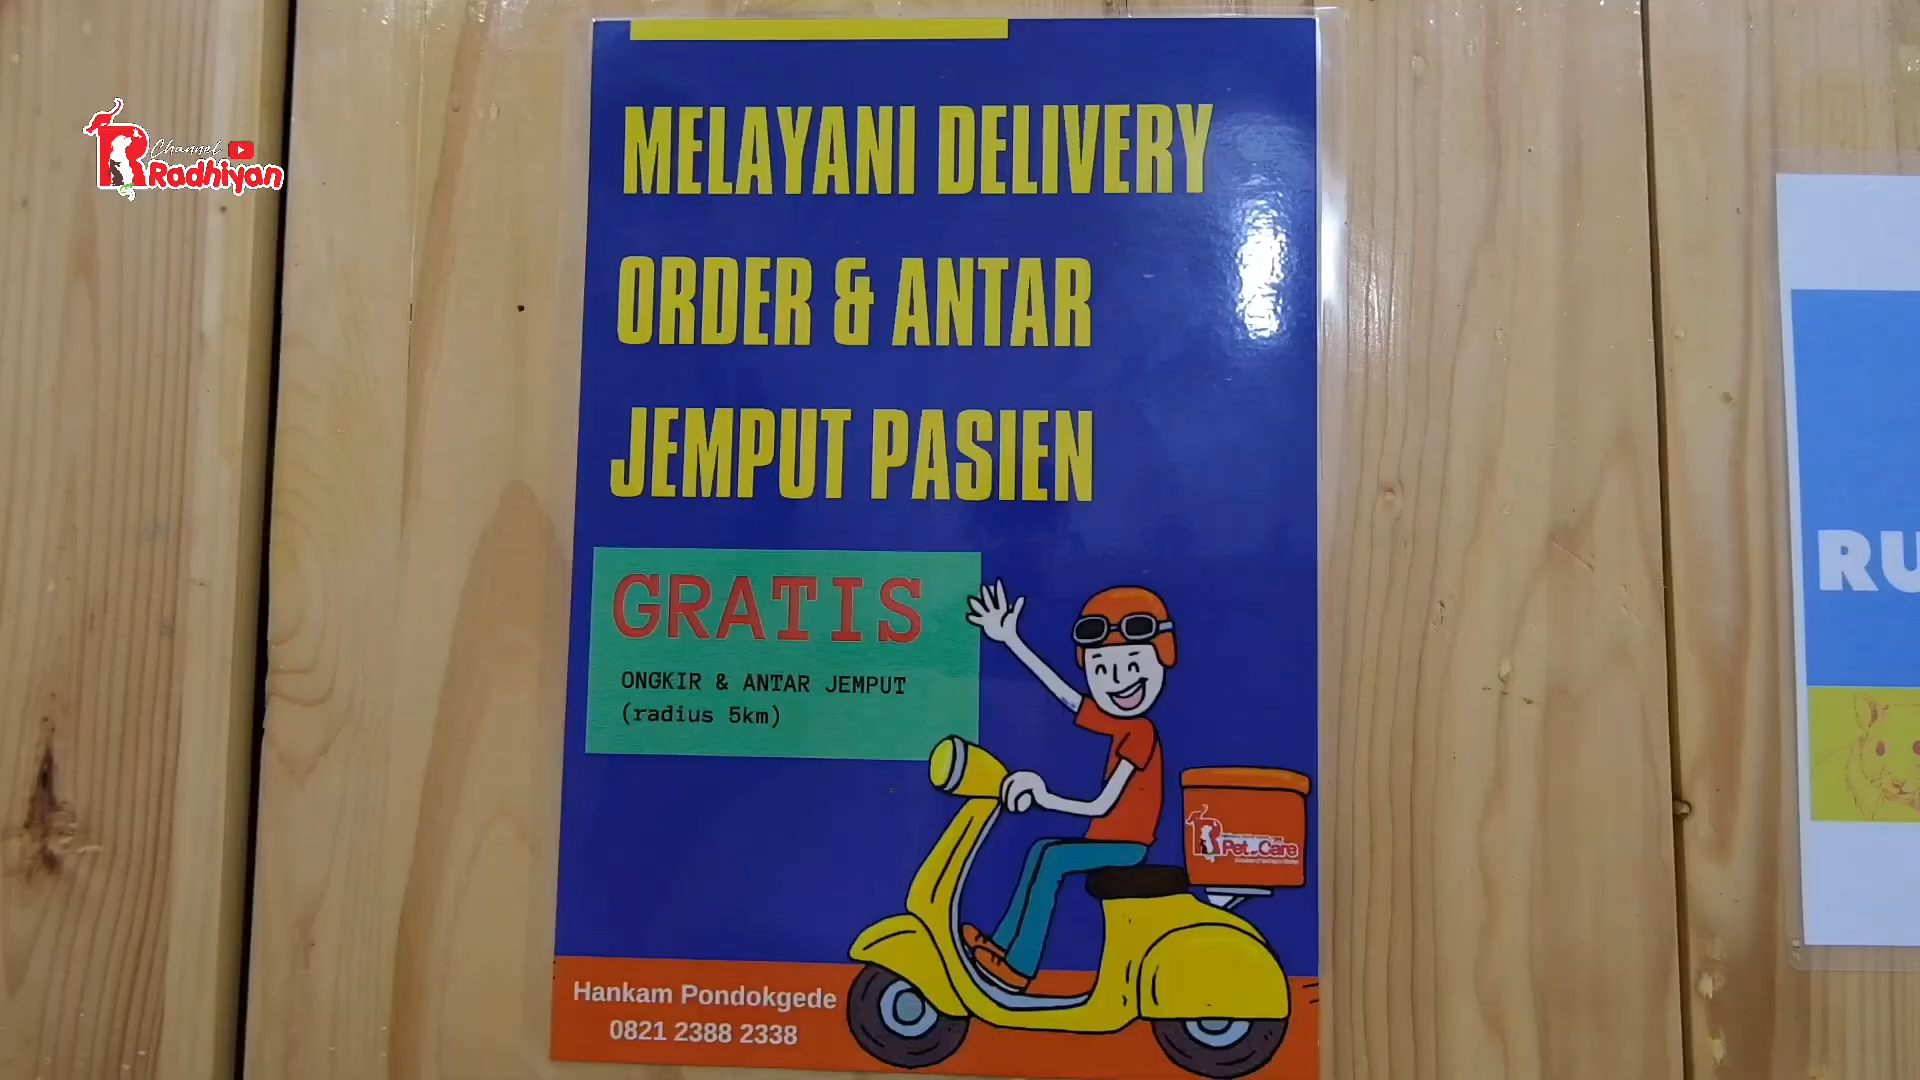 Channel
Radhiyan
MELAYANI DELIVERY
ORDER & ANTAR
JEMPUT PASIEN
GRATIS
ONGKIR & ANTAR JEMPUT
(radius 5km)
Pet Care
Hankam Pondokgede
0821 2388 2338
RU